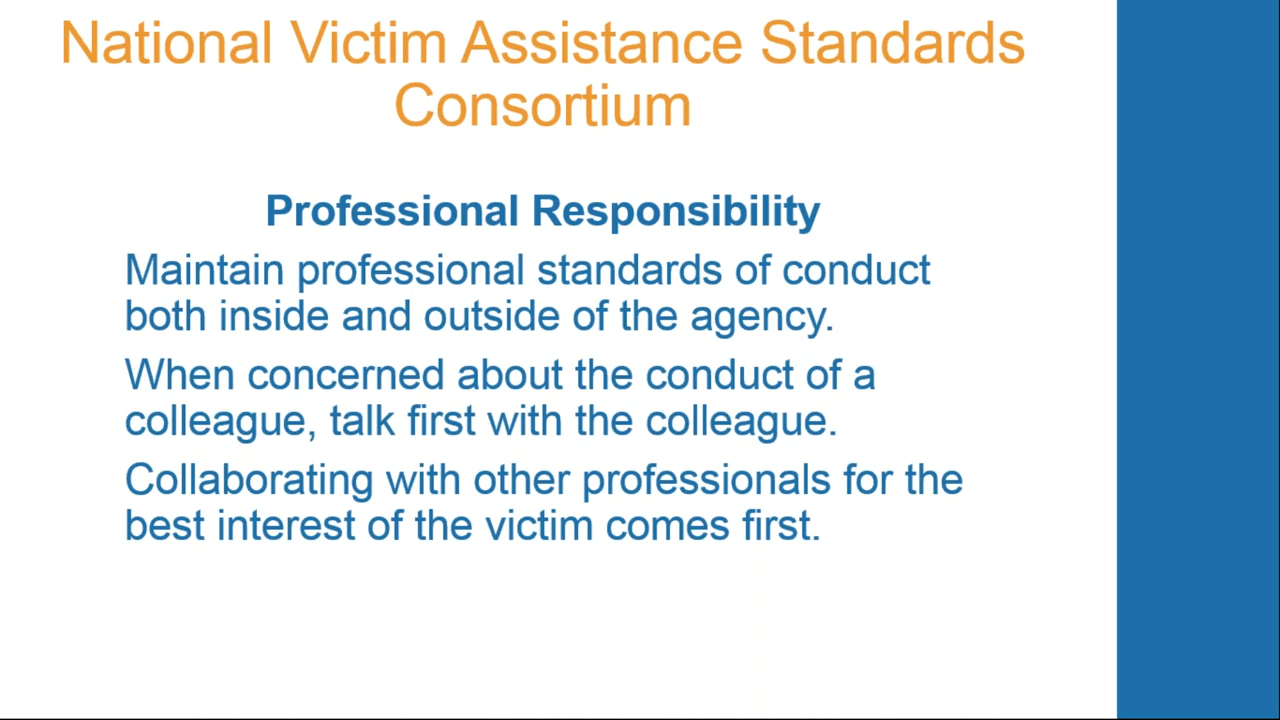 National Victim Assistance Standards
Consortium
Professional Responsibility
Maintain professional standards of conduct
both inside and outside of the agency.
When concerned about the conduct of a
colleague, talk first with the colleague.
Collaborating with other professionals for the
best interest of the victim comes first.